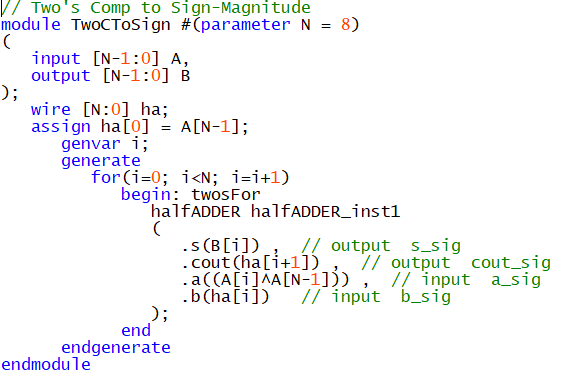 // Two's Comp to Sign-Magnitude
module TwoCToSign #(parameter N = 8)
(
input [N-1:0] A,
output [N-1:0] B
);
wire [N:0] ha;
assign ha[0] = A[N-1];
genvar i;
generate
for(i=0; i<N; i=i+1)
begin: twosFor
halfADDER halfADDER_inst1
(
.s(B[i]) , // output s_sig
.cout(ha[i+1]) , // output cout_sig
.a((A[i]^A[N-1])) , // input a_sig
.b(ha[i]) // input b_sig
);
end
endgenerate
endmodule